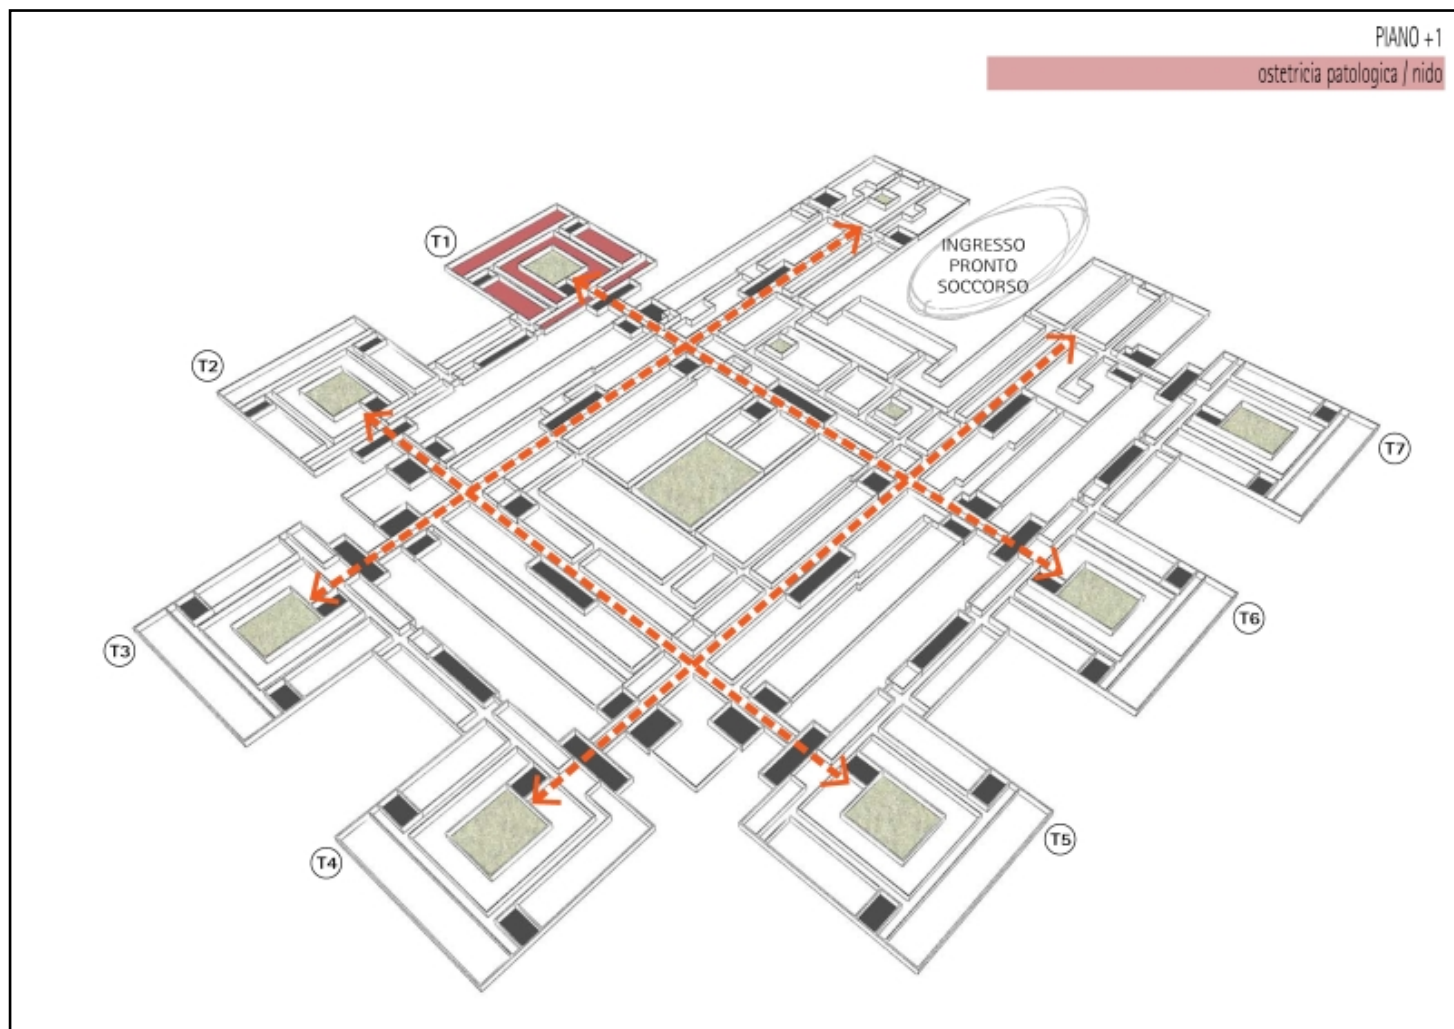 PIANO +1
ostetricia patologica / nido
T1
INGRESSO
PRONTO
SOCCORSO
T2
T7
T3
T6
T4
T5